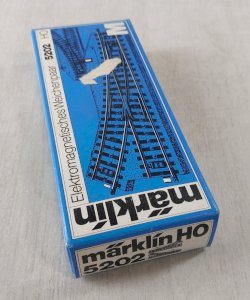 Elektromagnetisches Weichenpaar 5202 HO
M
märklin
märklin HO
5202